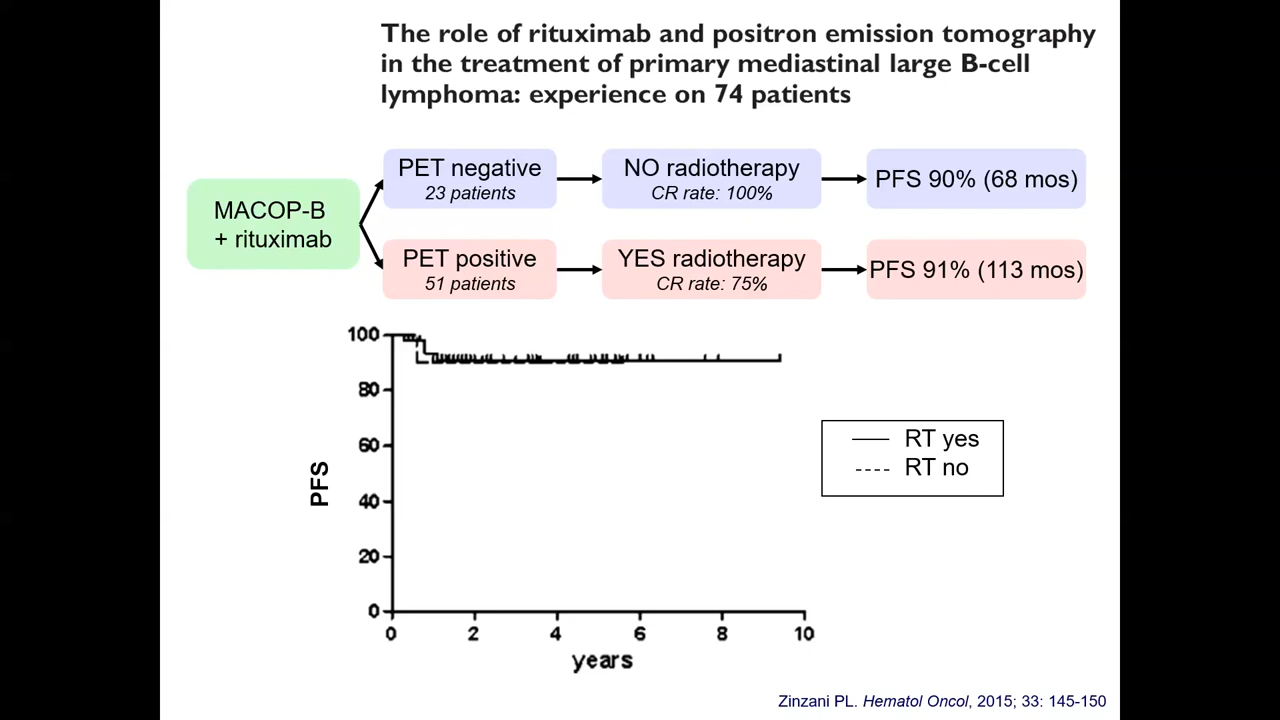 The role of rituximab and positron emission tomography
in the treatment of primary mediastinal large B-cell
lymphoma: experience on 74 patients
MACOP-B
+ rituximab
PET negative
23 patients
NO radiotherapy
CR rate: 100%
PFS 90% (68 mos)
PET positive
51 patients
YES radiotherapy
CR rate: 75%
PFS 91% (113 mos)
PFS
100
80
60
40
20
0
0 2 4 6 8 10
years
RT yes
RT no
Zinzani PL. Hematol Oncol, 2015; 33: 145-150